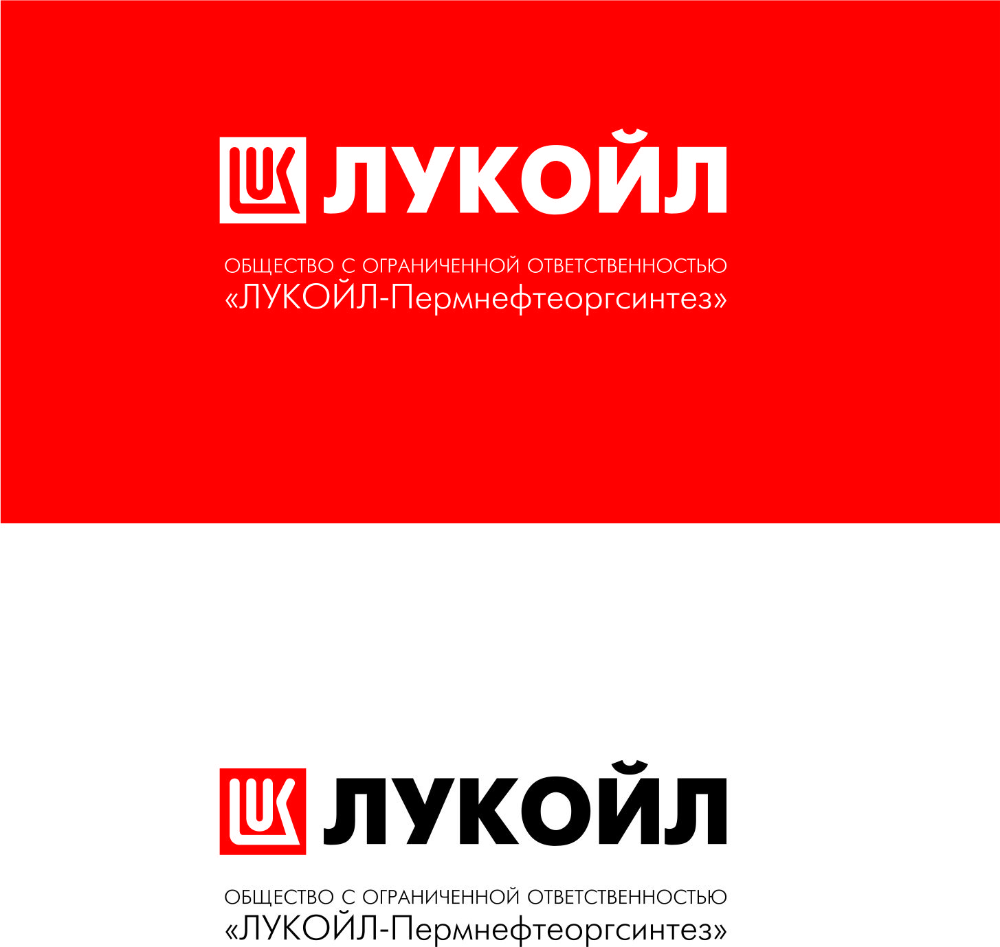 ЛУКОЙЛ
ОБЩЕСТВО С ОГРАНИЧЕННОЙ ОТВЕТСТВЕННОСТЬЮ
«ЛУКОЙЛ-Пермнефтеоргсинтез»
ЛУКОЙЛ
ОБЩЕСТВО С ОГРАНИЧЕННОЙ ОТВЕТСТВЕННОСТЬЮ
«ЛУКОЙЛ-Пермнефтеоргсинтез»